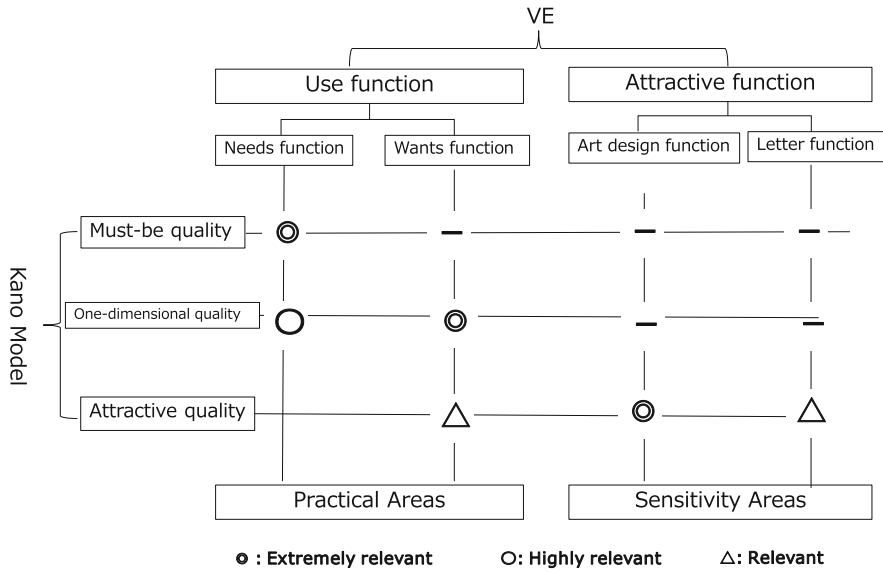 VE
Use function
Attractive function
Needs function
Wants function
Art design function
Letter function
Kano Model
Must-be quality
One-dimensional quality
Attractive quality
Practical Areas
Sensitivity Areas
◎ : Extremely relevant
○: Highly relevant
△: Relevant